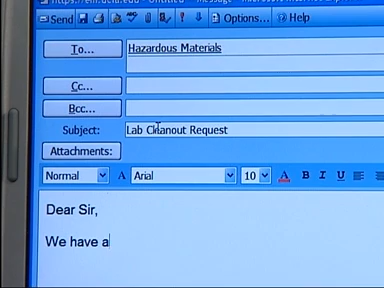 Send Options... Help
To... Hazardous Materials
Cc...
Bcc...
Subject: Lab Cleanout Request
Attachments:
Normal A Arial 10 A B I U
Dear Sir,
We have a